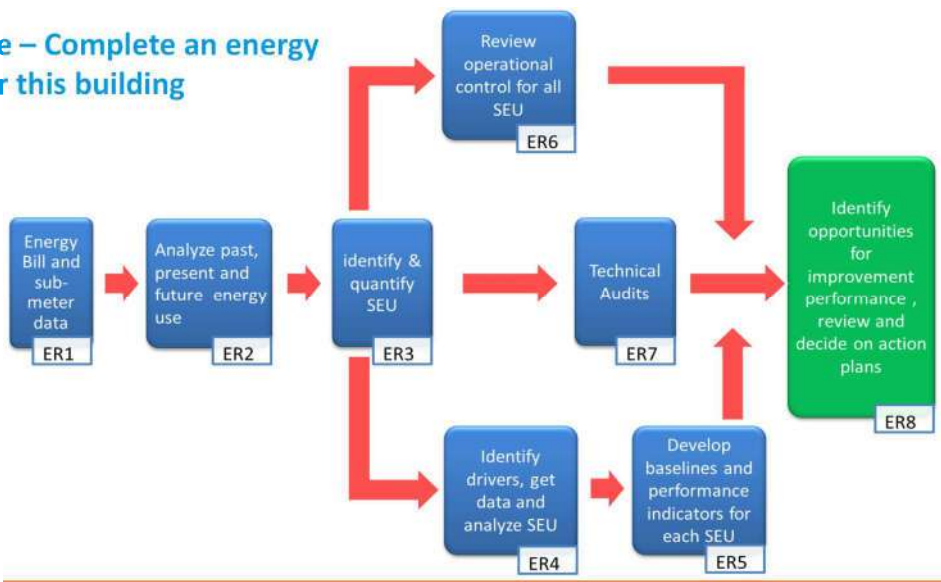 e – Complete an energy
r this building
Review
operational
control for all
SEU
ER6
Energy
Bill and
sub-
meter
data
ER1
Analyze past,
present and
future energy
use
ER2
identify &
quantify
SEU
ER3
Technical
Audits
ER7
Identify
opportunities
for
improvement
performance ,
review and
decide on action
plans
ER8
Identify
drivers, get
data and
analyze SEU
ER4
Develop
baselines and
performance
indicators for
each SEU
ER5